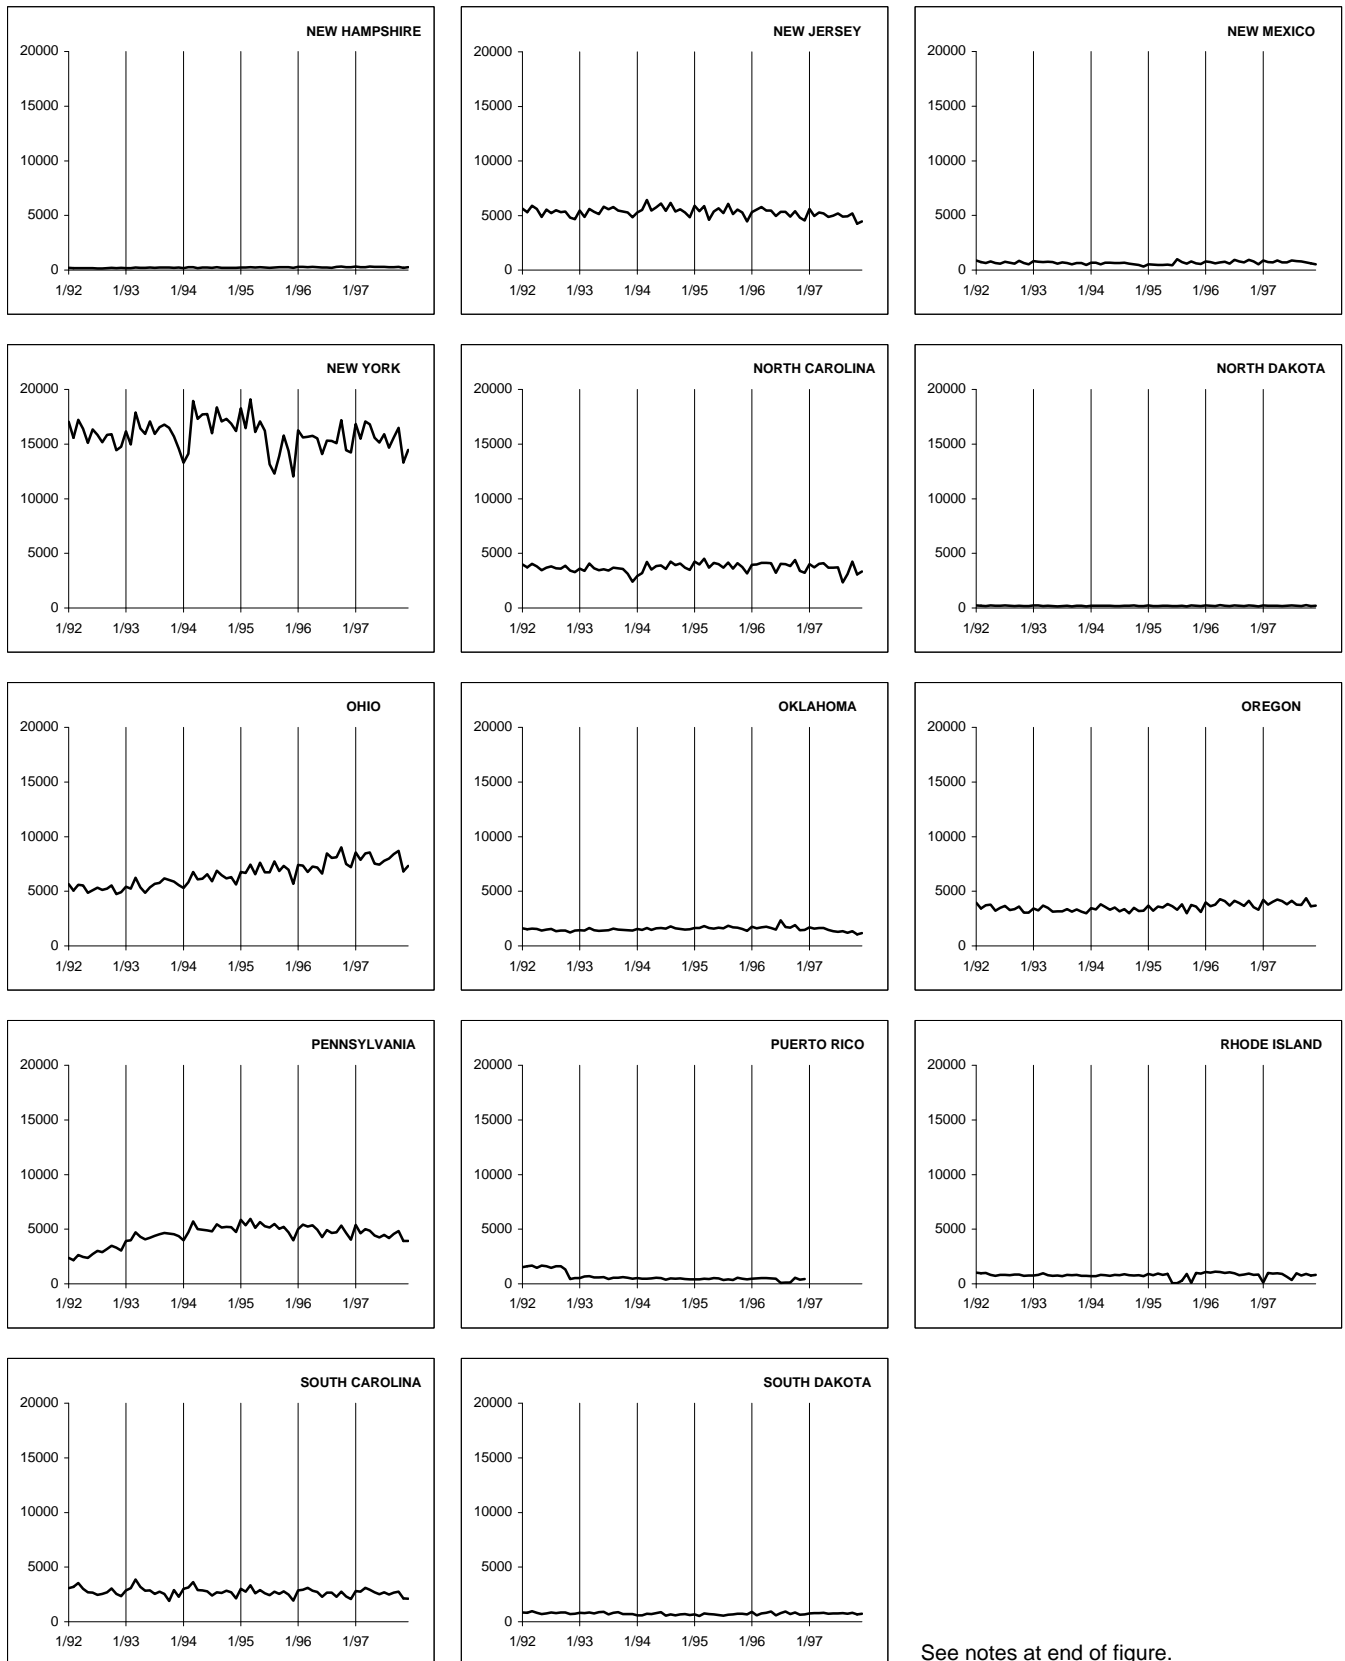 NEW HAMPSHIRE
20000
15000
10000
5000
0
1/92 1/93 1/94 1/95 1/96 1/97
NEW JERSEY
20000
15000
10000
5000
0
1/92 1/93 1/94 1/95 1/96 1/97
NEW MEXICO
20000
15000
10000
5000
0
1/92 1/93 1/94 1/95 1/96 1/97
NEW YORK
20000
15000
10000
5000
0
1/92 1/93 1/94 1/95 1/96 1/97
NORTH CAROLINA
20000
15000
10000
5000
0
1/92 1/93 1/94 1/95 1/96 1/97
NORTH DAKOTA
20000
15000
10000
5000
0
1/92 1/93 1/94 1/95 1/96 1/97
OHIO
20000
15000
10000
5000
0
1/92 1/93 1/94 1/95 1/96 1/97
OKLAHOMA
20000
15000
10000
5000
0
1/92 1/93 1/94 1/95 1/96 1/97
OREGON
20000
15000
10000
5000
0
1/92 1/93 1/94 1/95 1/96 1/97
PENNSYLVANIA
20000
15000
10000
5000
0
1/92 1/93 1/94 1/95 1/96 1/97
PUERTO RICO
20000
15000
10000
5000
0
1/92 1/93 1/94 1/95 1/96 1/97
RHODE ISLAND
20000
15000
10000
5000
0
1/92 1/93 1/94 1/95 1/96 1/97
SOUTH CAROLINA
20000
15000
10000
5000
0
1/92 1/93 1/94 1/95 1/96 1/97
SOUTH DAKOTA
20000
15000
10000
5000
0
1/92 1/93 1/94 1/95 1/96 1/97
See notes at end of figure.